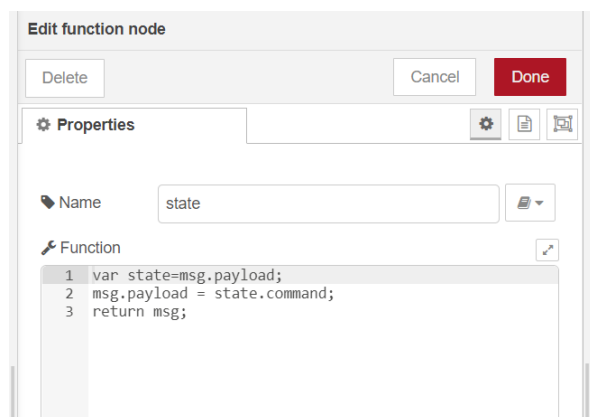 Edit function node
Delete Cancel Done
Properties
Name state
Function
1 var state=msg.payload;
2 msg.payload = state.command;
3 return msg;